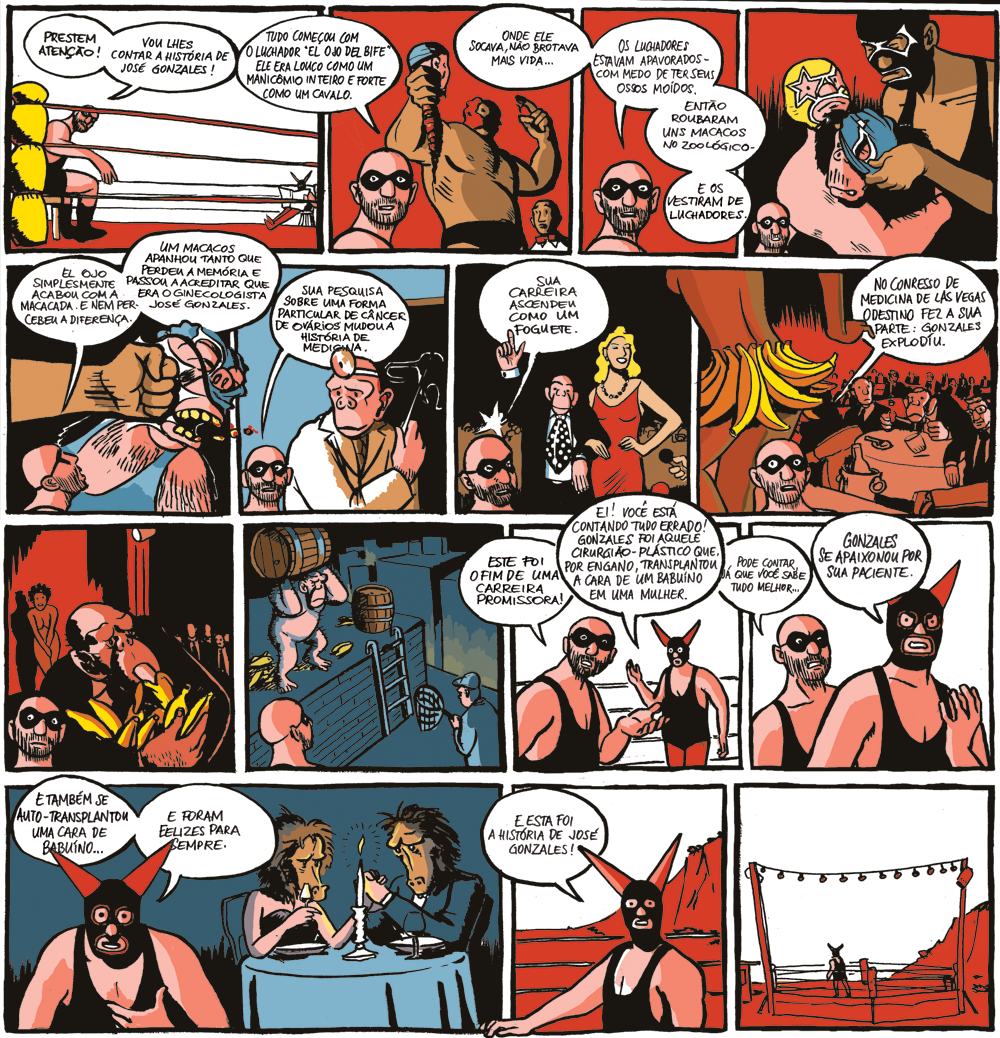 PRESTEM
ATENÇÃO!
VOU LHES
CONTAR A HISTÓRIA DE
JOSÉ GONZALES!
TUDO COMEÇOU COM
O LUCHADOR "EL OJO DEL BIFE"
ELE ERA LOUCO COMO UM
MANICÔMIO INTEIRO E FORTE
COMO UM CAVALO.
ONDE ELE
SOCAVA, NÃO BROTAVA
MAIS VIDA...
OS LUCHADORES
ESTAVAM APAVORADOS-
COM MEDO DE TER SEUS
OSSOS MOÍDOS.
ENTÃO
ROUBARAM
UNS MACACOS
NO ZOOLÓGICO-
E OS
VESTIRAM DE
LUCHADORES.
EL OJO
SIMPLESMENTE
ACABOU COM A
MACACADA. E NEM PER-
CEBEU A DIFERENÇA.
UM MACACOS
APANHOU TANTO QUE
PERDEU A MEMÓRIA E
PASSOU A ACREDITAR QUE
ERA O GINECOLOGISTA
JOSÉ GONZALES.
SUA PESQUISA
SOBRE UMA FORMA
PARTICULAR DE CÂNCER
DE OVÁRIOS MUDOU A
HISTÓRIA DE
MEDICINA.
SUA
CARREIRA
ASCENDEU
COMO UM
FOGUETE.
NO CONRESSO DE
MEDICINA DE LAS VEGAS
O DESTINO FEZ A SUA
PARTE: GONZALES
EXPLODIU.
ESTE FOI
O FIM DE UMA
CARREIRA
PROMISSORA!
EI! VOCÊ ESTÁ
CONTANDO TUDO ERRADO!
GONZALES FOI AQUELE
CIRURGIÃO-PLÁSTICO QUE,
POR ENGANO, TRANSPLANTOU
A CARA DE UM BABUÍNO
EM UMA MULHER.
PODE CONTAR,
JÁ QUE VOCÊ SABE
TUDO MELHOR...
GONZALES
SE APAIXONOU POR
SUA PACIENTE.
E TAMBÉM SE
AUTO-TRANSPLANTOU
UMA CARA DE
BABUÍNO...
E FORAM
FELIZES PARA
SEMPRE.
E ESTA FOI
A HISTÓRIA DE JOSÉ
GONZALES!